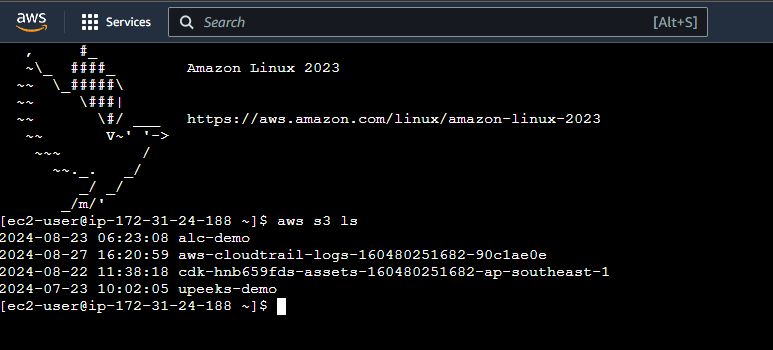 aws
Services
Search
[Alt+S]
   ,     #_
   ~\_  ####_        Amazon Linux 2023
  ~~  \_#####\
  ~~     \###|
  ~~       \#/ ___   https://aws.amazon.com/linux/amazon-linux-2023
   ~~       V~' '->
    ~~~         /
      ~~._.   _/
         _/ _/
       _/m/'
[ec2-user@ip-172-31-24-188 ~]$ aws s3 ls
2024-08-23 06:23:08 alc-demo
2024-08-27 16:20:59 aws-cloudtrail-logs-160480251682-90c1ae0e
2024-08-22 11:38:18 cdk-hnb659fds-assets-160480251682-ap-southeast-1
2024-07-23 10:02:05 upeeks-demo
[ec2-user@ip-172-31-24-188 ~]$